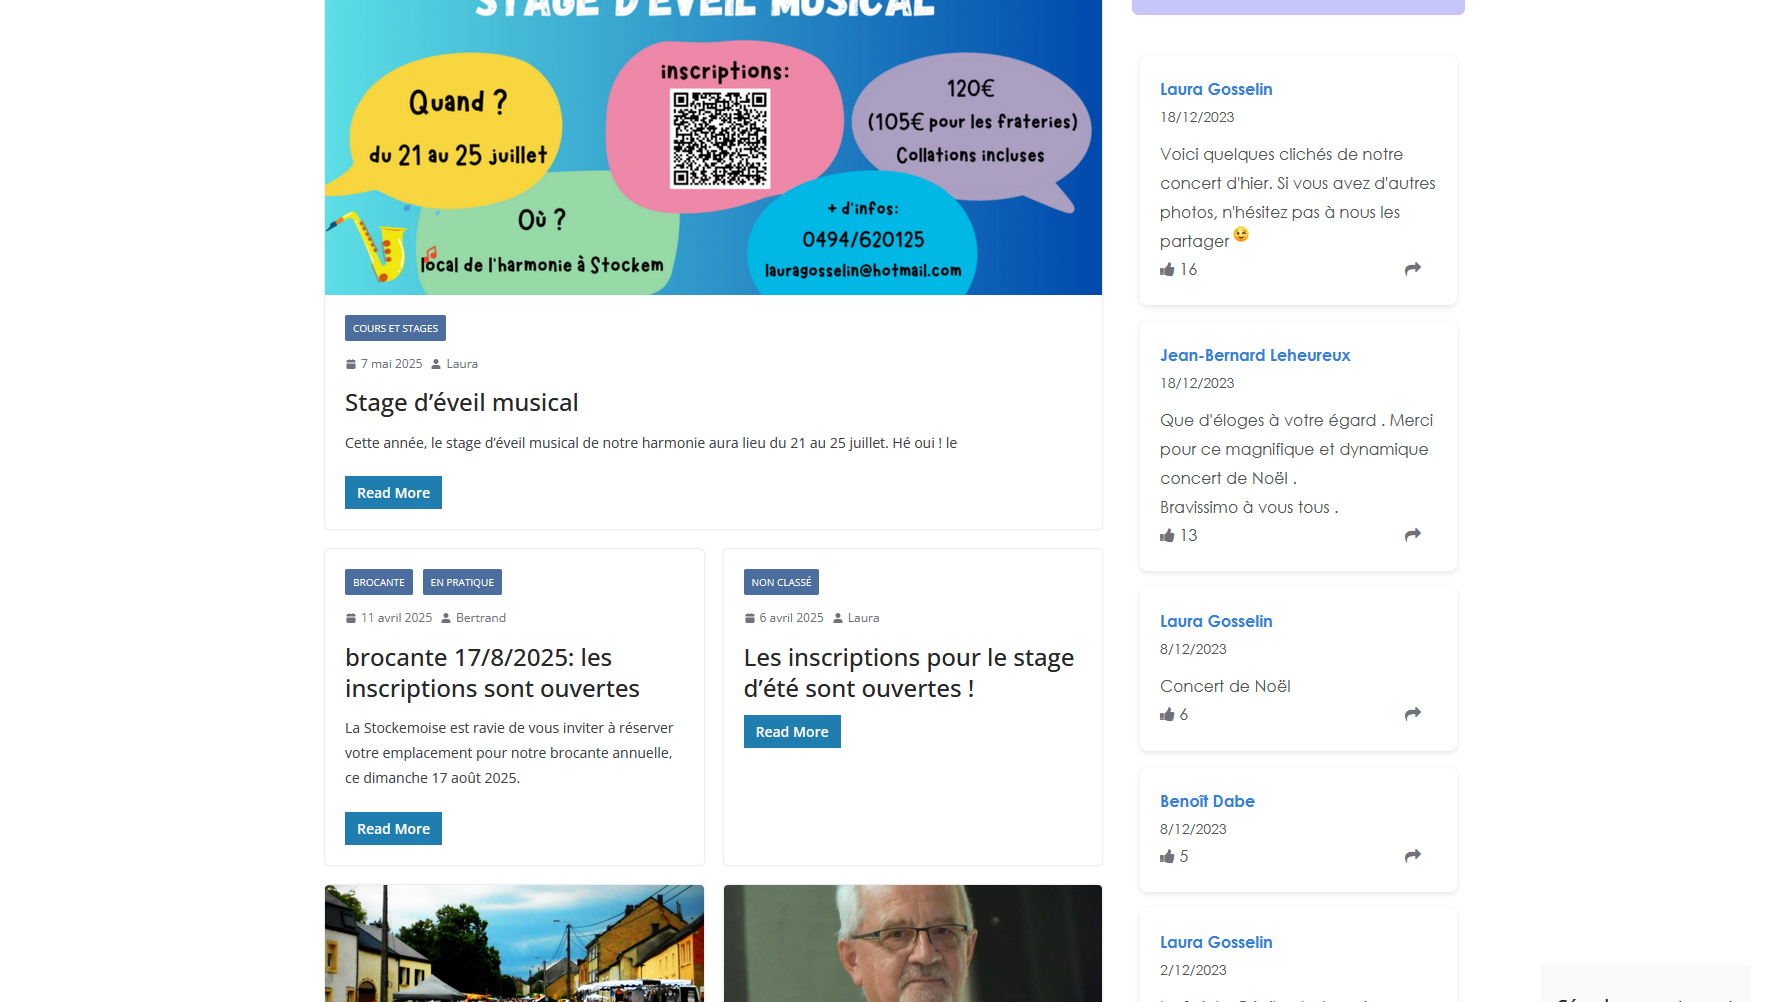 STAGE D'ÉVEIL MUSICAL
Quand ?
du 21 au 25 juillet
inscriptions:
120€
(105€ pour les frateries)
Collations incluses
Où ?
local de l'harmonie à Stockem
+ d'infos:
0494/620125
lauragosselin@hotmail.com
COURS ET STAGES
7 mai 2025 Laura
Stage d’éveil musical
Cette année, le stage d’éveil musical de notre harmonie aura lieu du 21 au 25 juillet. Hé oui ! le
Read More
BROCANTE EN PRATIQUE
11 avril 2025 Bertrand
brocante 17/8/2025: les
inscriptions sont ouvertes
La Stockemoise est ravie de vous inviter à réserver
votre emplacement pour notre brocante annuelle,
ce dimanche 17 août 2025.
Read More
NON CLASSÉ
6 avril 2025 Laura
Les inscriptions pour le stage
d’été sont ouvertes !
Read More
Laura Gosselin
18/12/2023
Voici quelques clichés de notre
concert d'hier. Si vous avez d'autres
photos, n'hésitez pas à nous les
partager 😉
16
Jean-Bernard Leheureux
18/12/2023
Que d'éloges à votre égard . Merci
pour ce magnifique et dynamique
concert de Noël .
Bravissimo à vous tous .
13
Laura Gosselin
8/12/2023
Concert de Noël
6
Benoît Dabe
8/12/2023
5
Laura Gosselin
2/12/2023